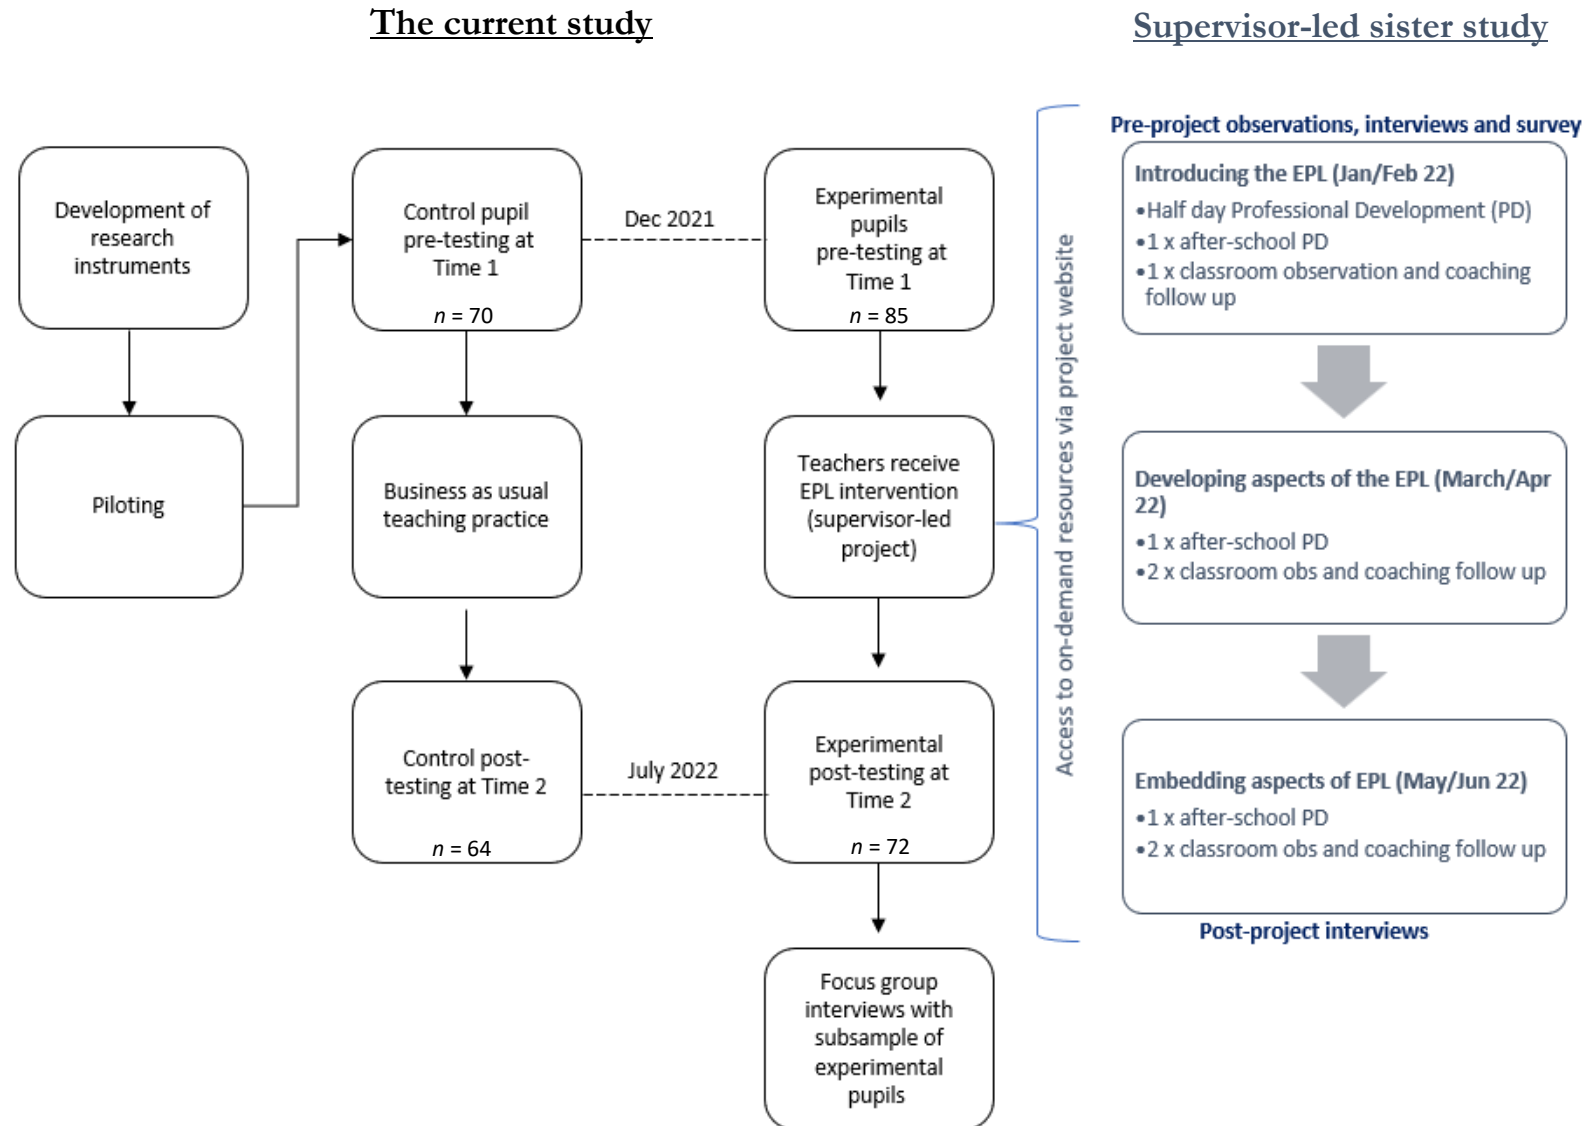 The current study
Supervisor-led sister study
Development of
research
instruments
Piloting
Control pupil
pre-testing at
Time 1
n = 70
Dec 2021
Experimental
pupils
pre-testing at
Time 1
n = 85
Business as usual
teaching practice
Teachers receive
EPL intervention
(supervisor-led
project)
Control post-
testing at Time 2
n = 64
July 2022
Experimental
post-testing at
Time 2
n = 72
Focus group
interviews with
subsample of
experimental
pupils
Access to on-demand resources via project website
Pre-project observations, interviews and survey
Introducing the EPL (Jan/Feb 22)
•Half day Professional Development (PD)
•1 x after-school PD
•1 x classroom observation and coaching
follow up
Developing aspects of the EPL (March/Apr
22)
•1 x after-school PD
•2 x classroom obs and coaching follow up
Embedding aspects of EPL (May/Jun 22)
•1 x after-school PD
•2 x classroom obs and coaching follow up
Post-project interviews